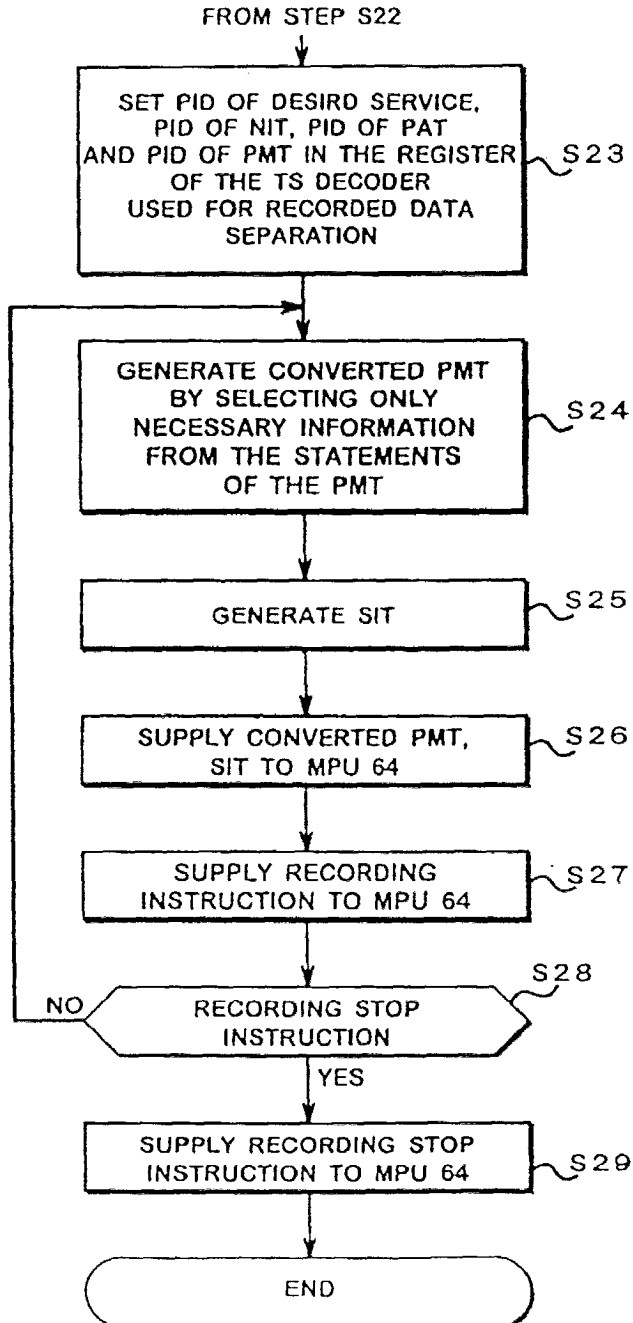 FROM STEP S22
SET PID OF DESIRD SERVICE,
PID OF NIT, PID OF PAT
AND PID OF PMT IN THE REGISTER
OF THE TS DECODER
USED FOR RECORDED DATA
SEPARATION
S23
GENERATE CONVERTED PMT
BY SELECTING ONLY
NECESSARY INFORMATION
FROM THE STATEMENTS
OF THE PMT
S24
GENERATE SIT
S25
SUPPLY CONVERTED PMT,
SIT TO MPU 64
S26
SUPPLY RECORDING
INSTRUCTION TO MPU 64
S27
RECORDING STOP
INSTRUCTION
S28
NO
YES
SUPPLY RECORDING STOP
INSTRUCTION TO MPU 64
S29
END